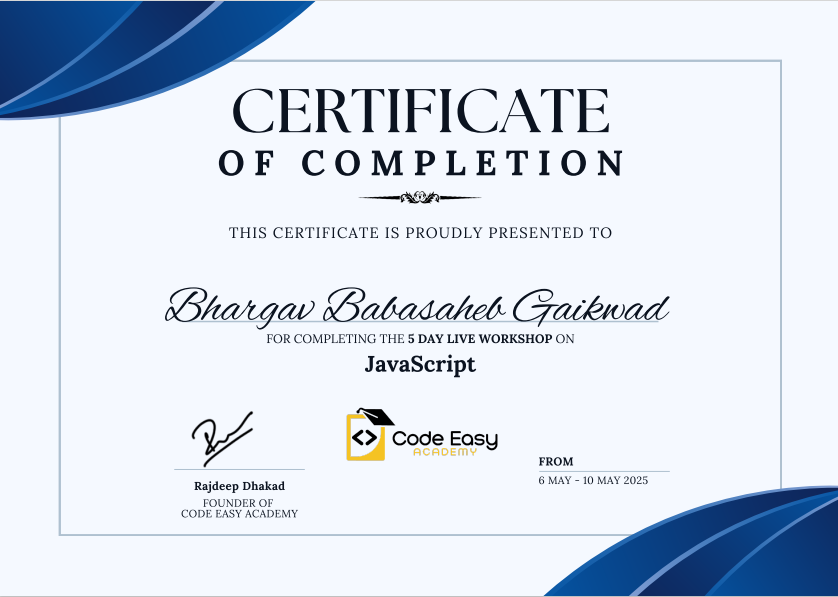 CERTIFICATE
OF COMPLETION
THIS CERTIFICATE IS PROUDLY PRESENTED TO
Bhargav Babasaheb Gaikwad
FOR COMPLETING THE 5 DAY LIVE WORKSHOP ON
JavaScript
Code Easy
ACADEMY
Rajdeep Dhakad
FOUNDER OF
CODE EASY ACADEMY
FROM
6 MAY - 10 MAY 2025